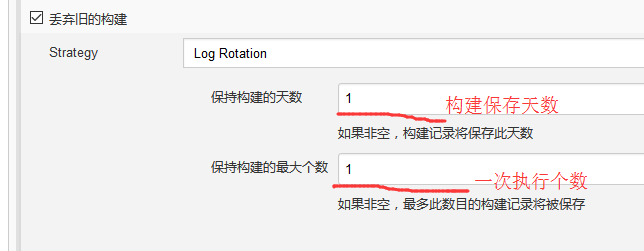 丢弃旧的构建
Strategy Log Rotation
保持构建的天数 1 构建保存天数
如果非空，构建记录将保存此天数
保持构建的最大个数 1 一次执行个数
如果非空，最多此数目的构建记录将被保存